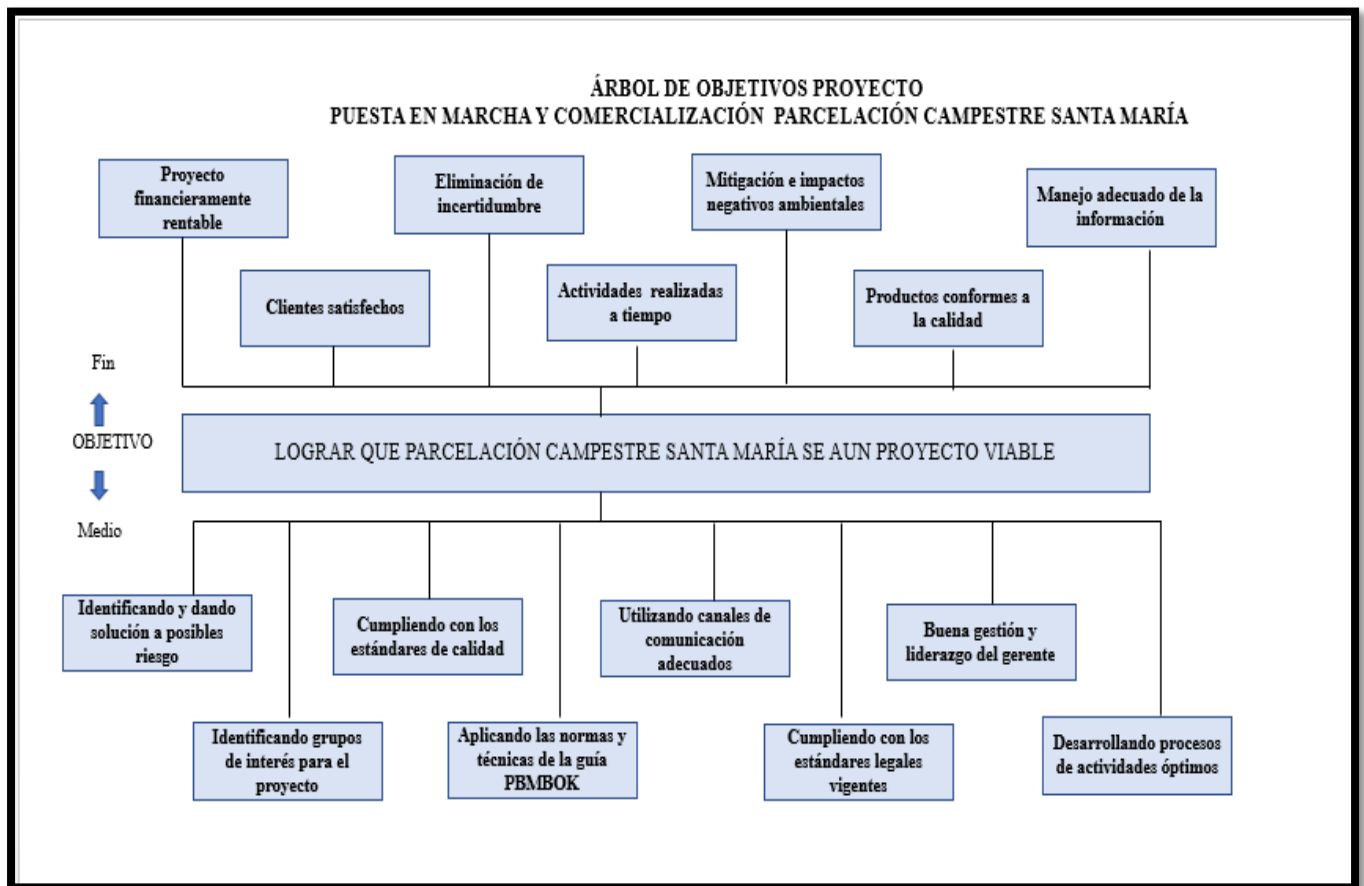 ÁRBOL DE OBJETIVOS PROYECTO
PUESTA EN MARCHA Y COMERCIALIZACIÓN PARCELACIÓN CAMPESTRE SANTA MARÍA
Proyecto
financieramente
rentable
Eliminación de
incertidumbre
Mitigación e impactos
negativos ambientales
Manejo adecuado de la
información
Clientes satisfechos
Actividades realizadas
a tiempo
Productos conformes a
la calidad
Fin
OBJETIVO
Medio
LOGRAR QUE PARCELACIÓN CAMPESTRE SANTA MARÍA SE AUN PROYECTO VIABLE
Identificando y dando
solución a posibles
riesgo
Cumpliendo con los
estándares de calidad
Utilizando canales de
comunicación
adecuados
Buena gestión y
liderazgo del gerente
Identificando grupos
de interés para el
proyecto
Aplicando las normas y
técnicas de la guía
PBMBOK
Cumpliendo con los
estándares legales
vigentes
Desarrollando procesos
de actividades óptimos